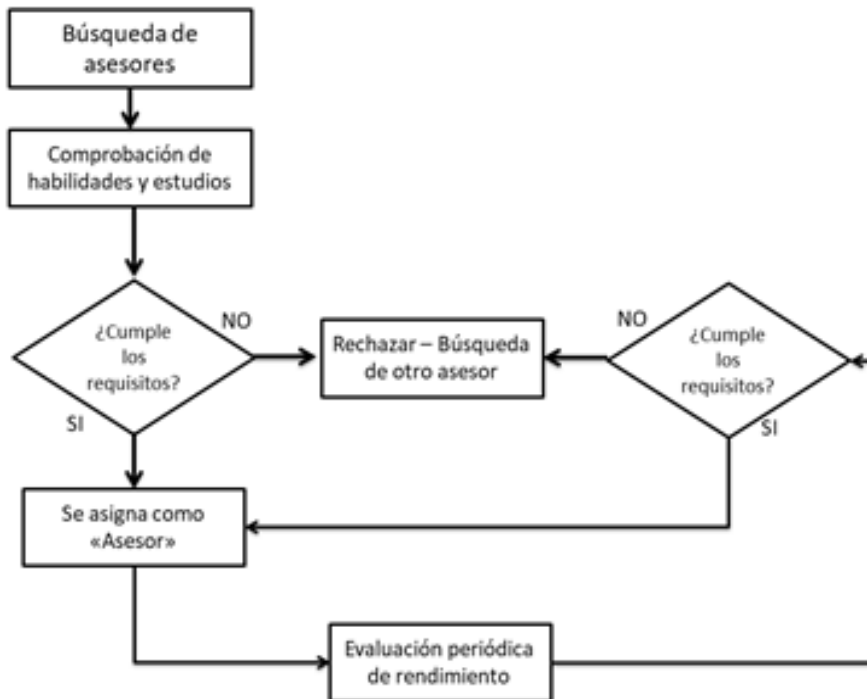 Búsqueda de
asesores
Comprobación de
habilidades y estudios
¿Cumple
los
requisitos?
NO
SI
Rechazar – Búsqueda
de otro asesor
NO
¿Cumple
los
requisitos?
SI
Se asigna como
«Asesor»
Evaluación periódica
de rendimiento